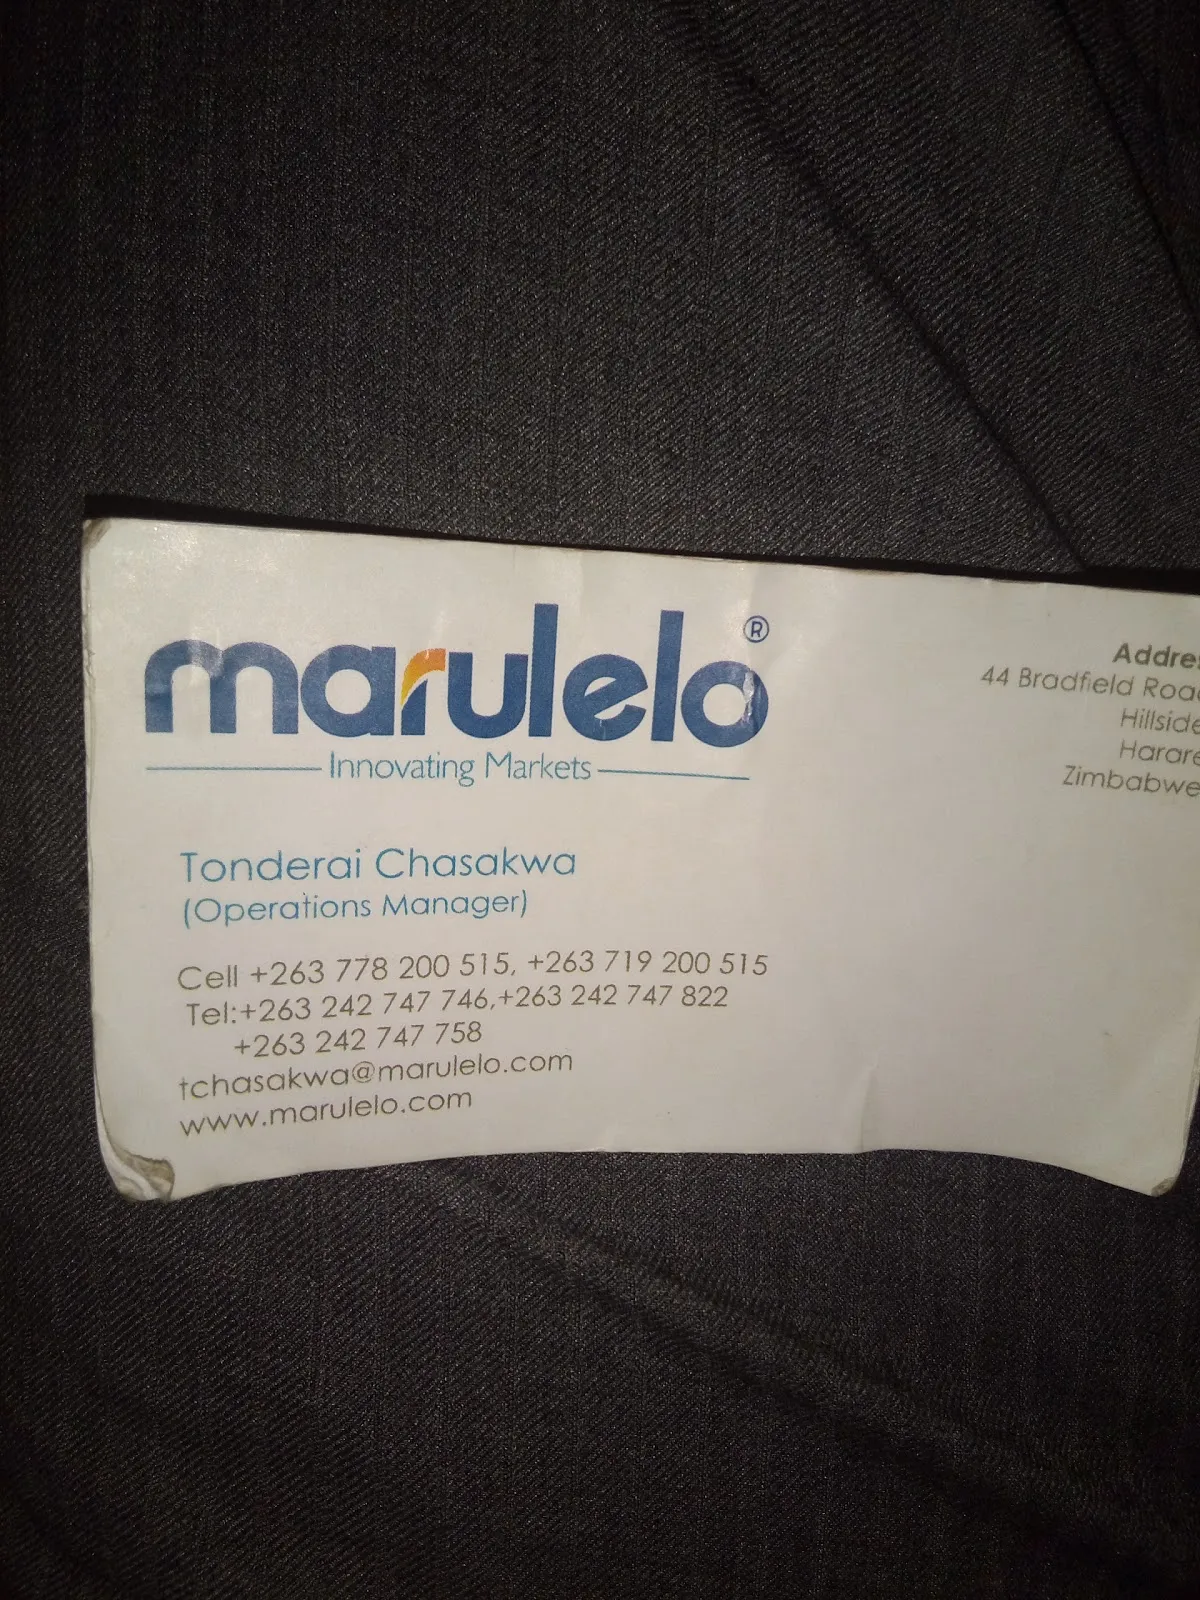 marulelo®
Innovating Markets
Addres
44 Bradfield Road
Hillside
Harare
Zimbabwe
Tonderai Chasakwa
(Operations Manager)
Cell +263 778 200 515, +263 719 200 515
Tel:+263 242 747 746,+263 242 747 822
+263 242 747 758
tchasakwa@marulelo.com
www.marulelo.com